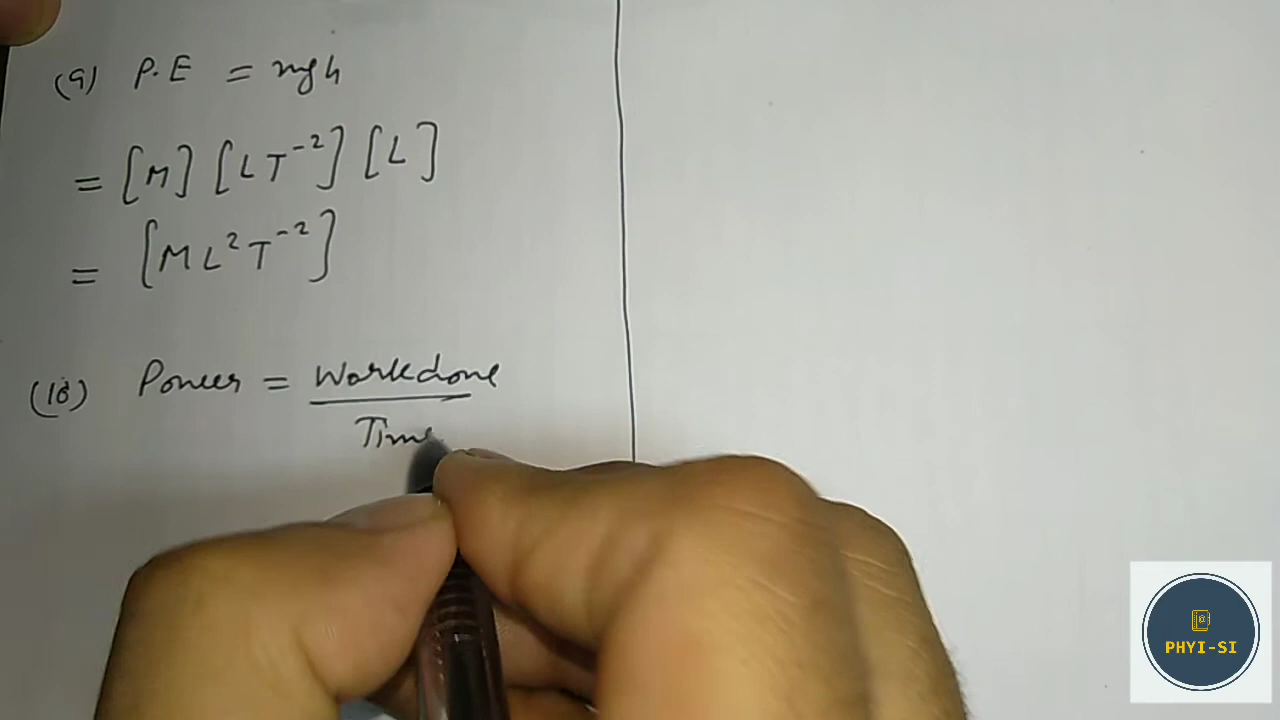 (9) P.E = mgh
= [M] [LT⁻²] [L]
= [ML²T⁻²]
(10) Power = Workdone
Time
PHYI-SI